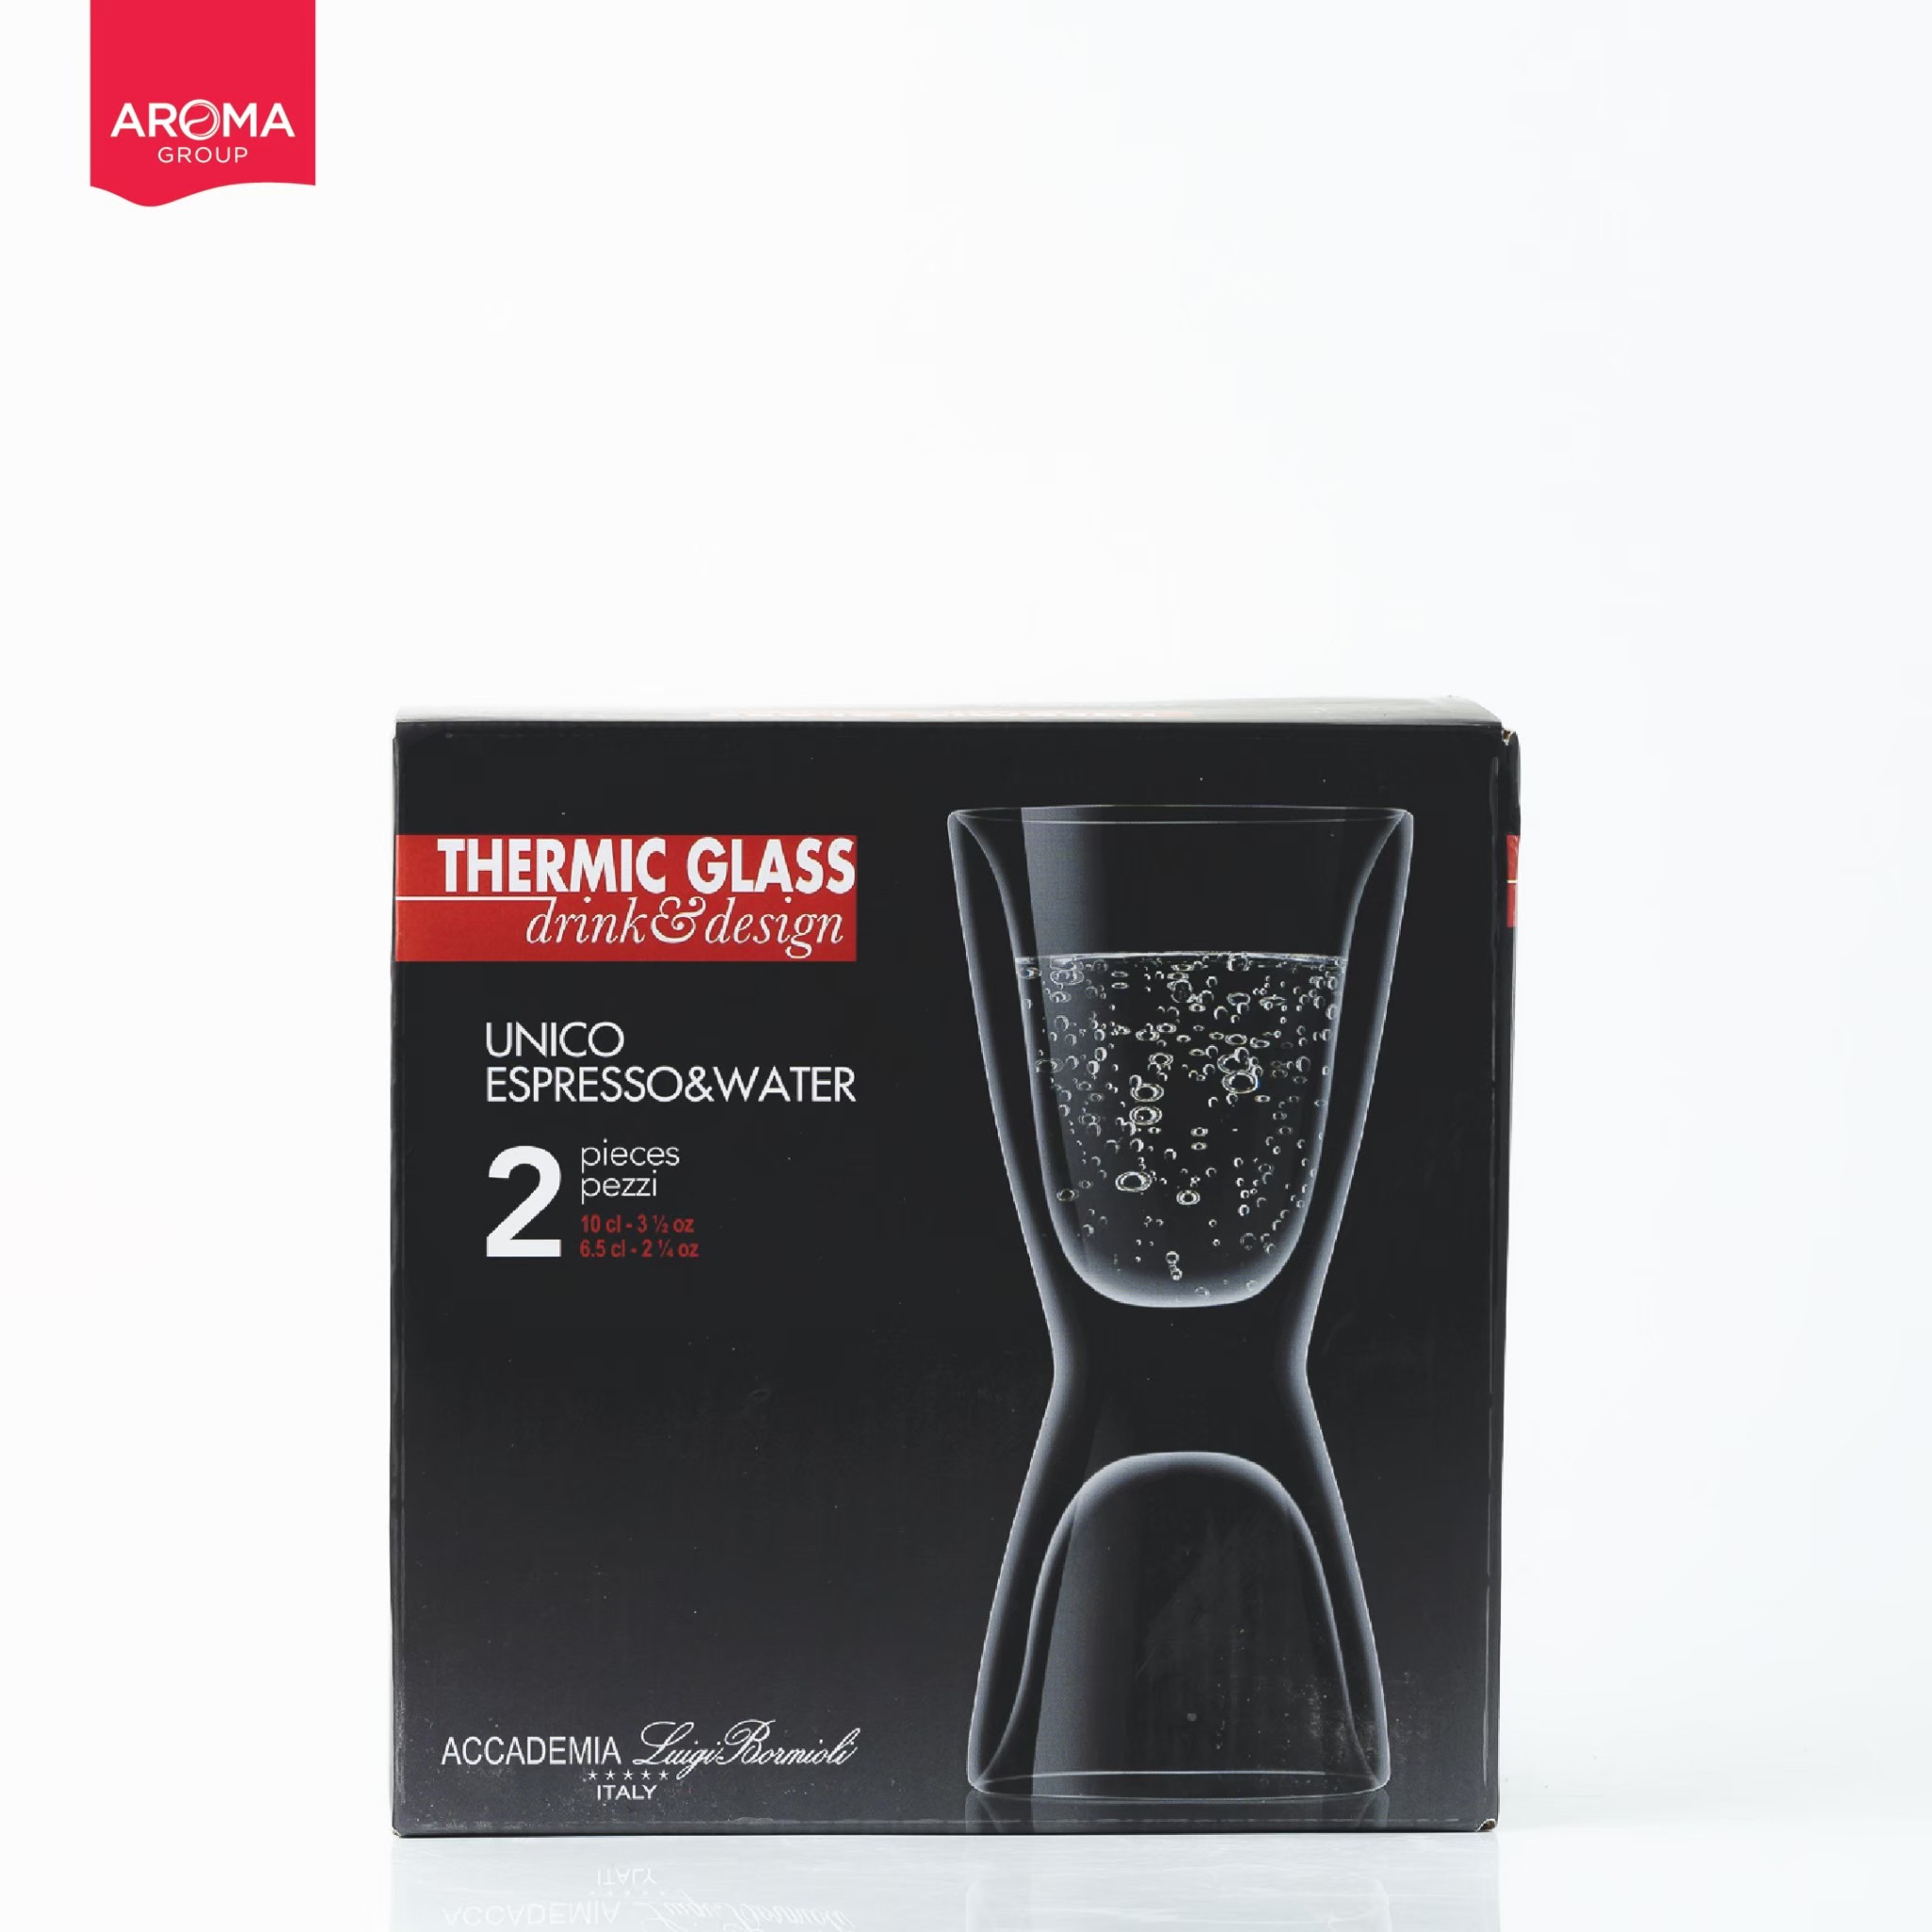 AROMA
GROUP
THERMIC GLASS
drink&design
UNICO
ESPRESSO&WATER
2 pieces
pezzi
10 cl - 3 ½ oz
6.5 cl - 2 ¼ oz
ACCADEMIA Luigi Bormioli
ITALY